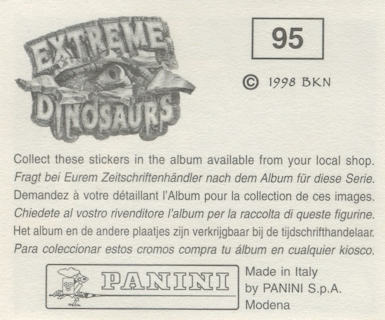 EXTREME
DINOSAURS
95
© 1998 BKN
Collect these stickers in the album available from your local shop.
Fragt bei Eurem Zeitschriftenhändler nach dem Album für diese Serie.
Demandez à votre détaillant l'Album pour la collection de ces images.
Chiedete al vostro rivenditore l'album per la raccolta di queste figurine.
Het album en de andere plaatjes zijn verkrijgbaar bij de tijdschrifthandelaar.
Para coleccionar estos cromos compra tu álbum en cualquier kiosco.
PANINI
Made in Italy
by PANINI S.p.A.
Modena